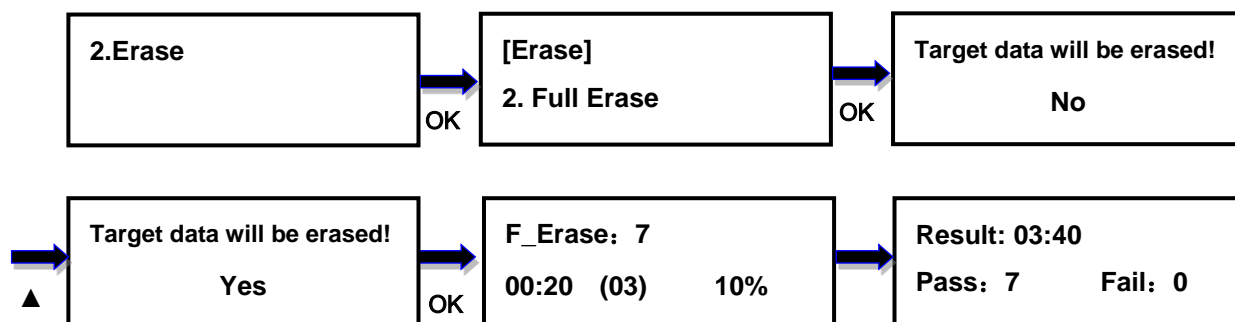 2.Erase
OK
[Erase]
2. Full Erase
OK
Target data will be erased!
No
▲
Target data will be erased!
Yes
OK
F_Erase：7
00:20 (03) 10%
Result: 03:40
Pass：7 Fail：0